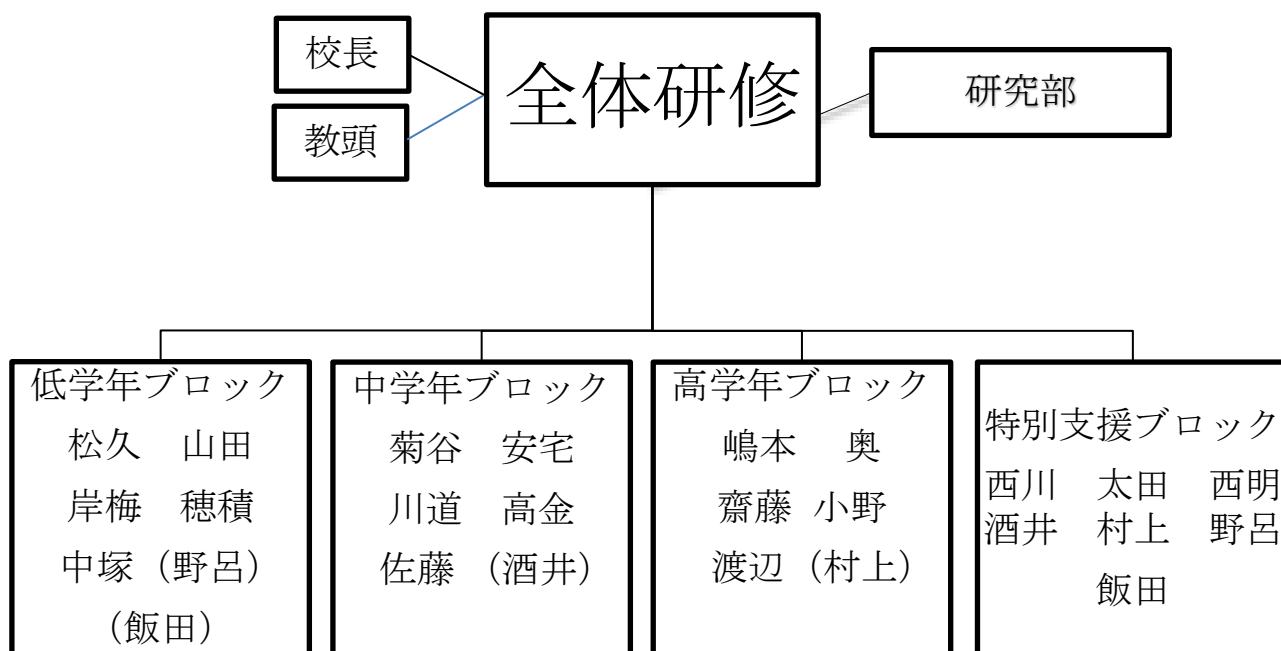 校長
教頭
全体研修
研究部
低学年ブロック
松久　山田
岸梅　穂積
中塚（野呂）
（飯田）
中学年ブロック
菊谷　安宅
川道　高金
佐藤　（酒井）
高学年ブロック
嶋本　奥
齋藤 小野
渡辺（村上）
特別支援ブロック
西川　太田　西明
酒井　村上　野呂
飯田